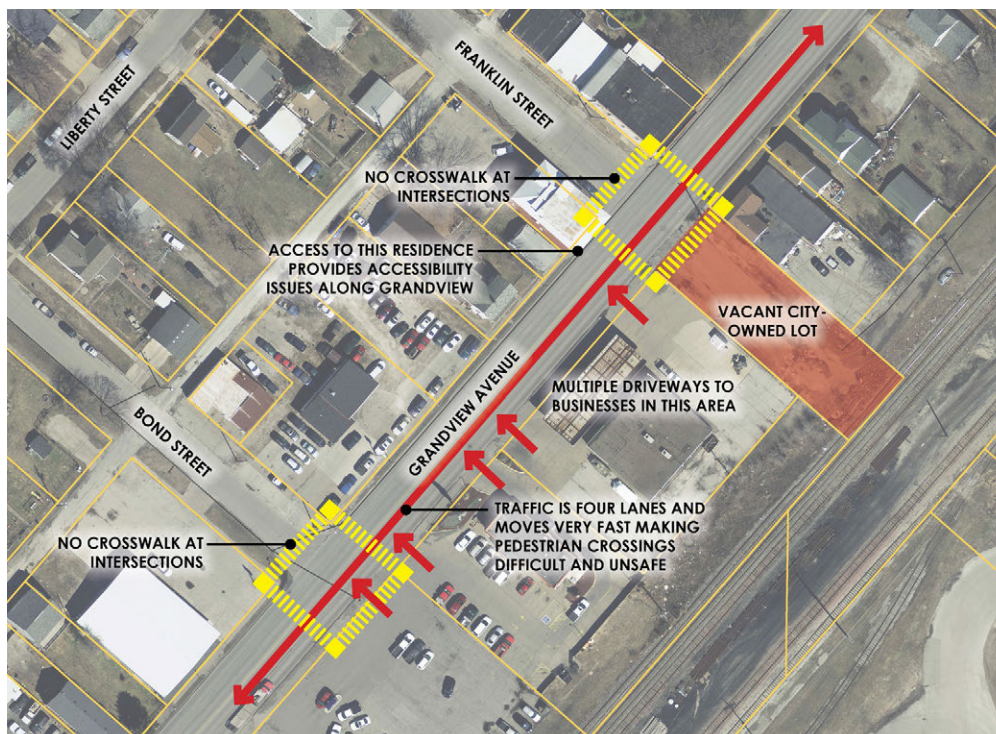 FRANKLIN STREET
LIBERTY STREET
NO CROSSWALK AT
INTERSECTIONS
ACCESS TO THIS RESIDENCE
PROVIDES ACCESSIBILITY
ISSUES ALONG GRANDVIEW
VACANT CITY-
OWNED LOT
GRANDVIEW AVENUE
MULTIPLE DRIVEWAYS TO
BUSINESSES IN THIS AREA
BOND STREET
TRAFFIC IS FOUR LANES AND
MOVES VERY FAST MAKING
PEDESTRIAN CROSSINGS
DIFFICULT AND UNSAFE
NO CROSSWALK AT
INTERSECTIONS